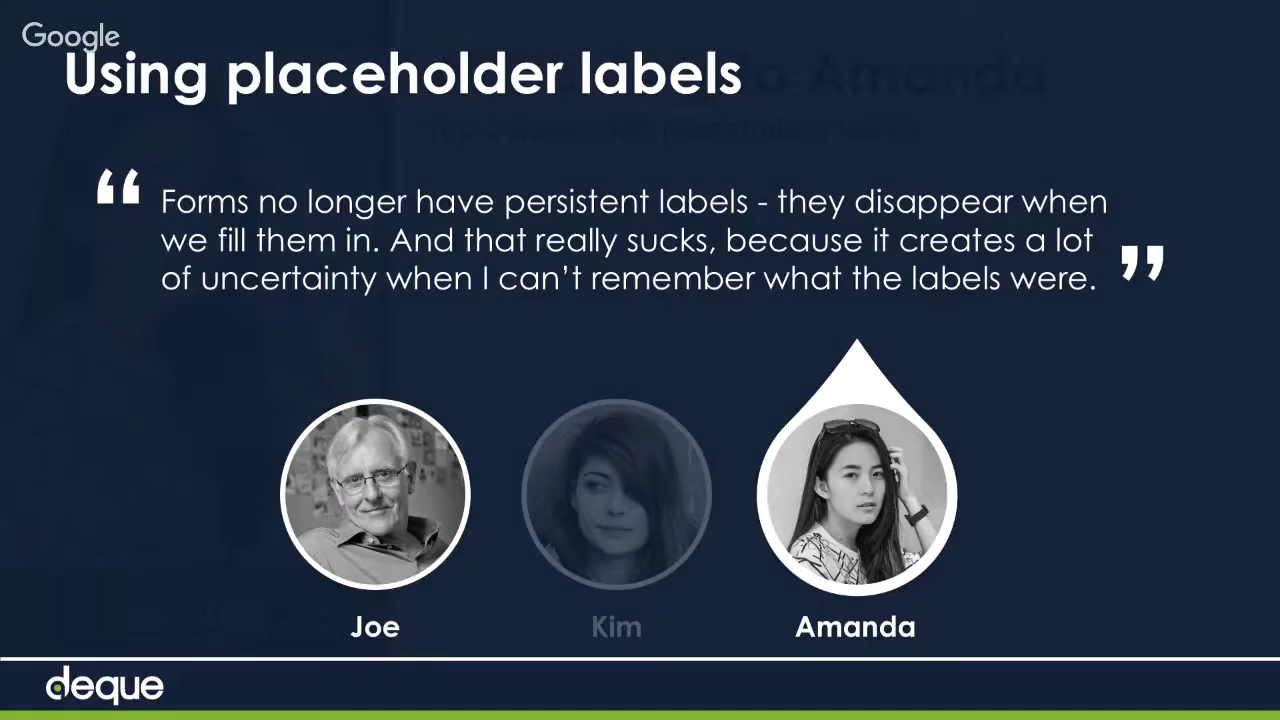 Google
Using placeholder labels
“ Forms no longer have persistent labels - they disappear when
we fill them in. And that really sucks, because it creates a lot
of uncertainty when I can’t remember what the labels were. ”
Joe
Kim
Amanda
deque